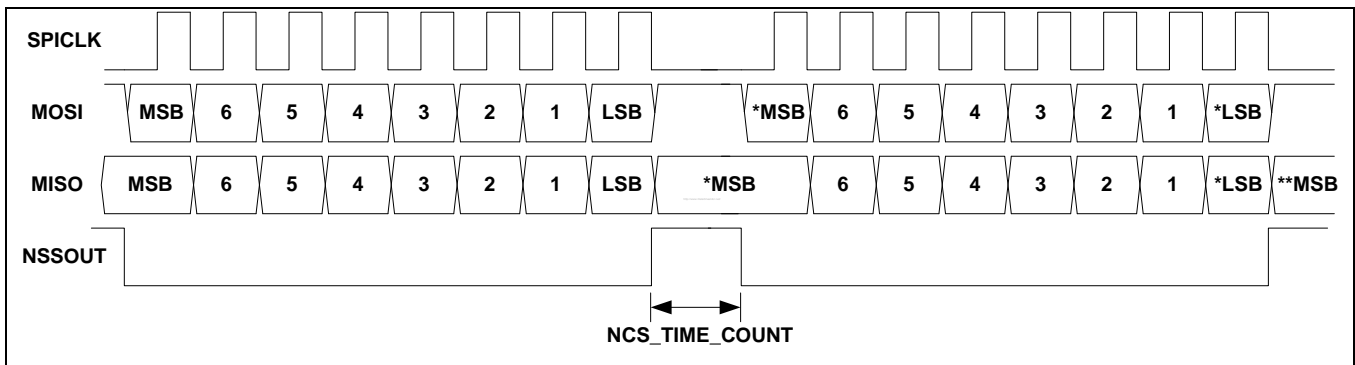 SPICLK
MOSI MSB 6 5 4 3 2 1 LSB *MSB 6 5 4 3 2 1 *LSB
MISO MSB 6 5 4 3 2 1 LSB *MSB 6 5 4 3 2 1 *LSB **MSB
NSSOUT
NCS_TIME_COUNT